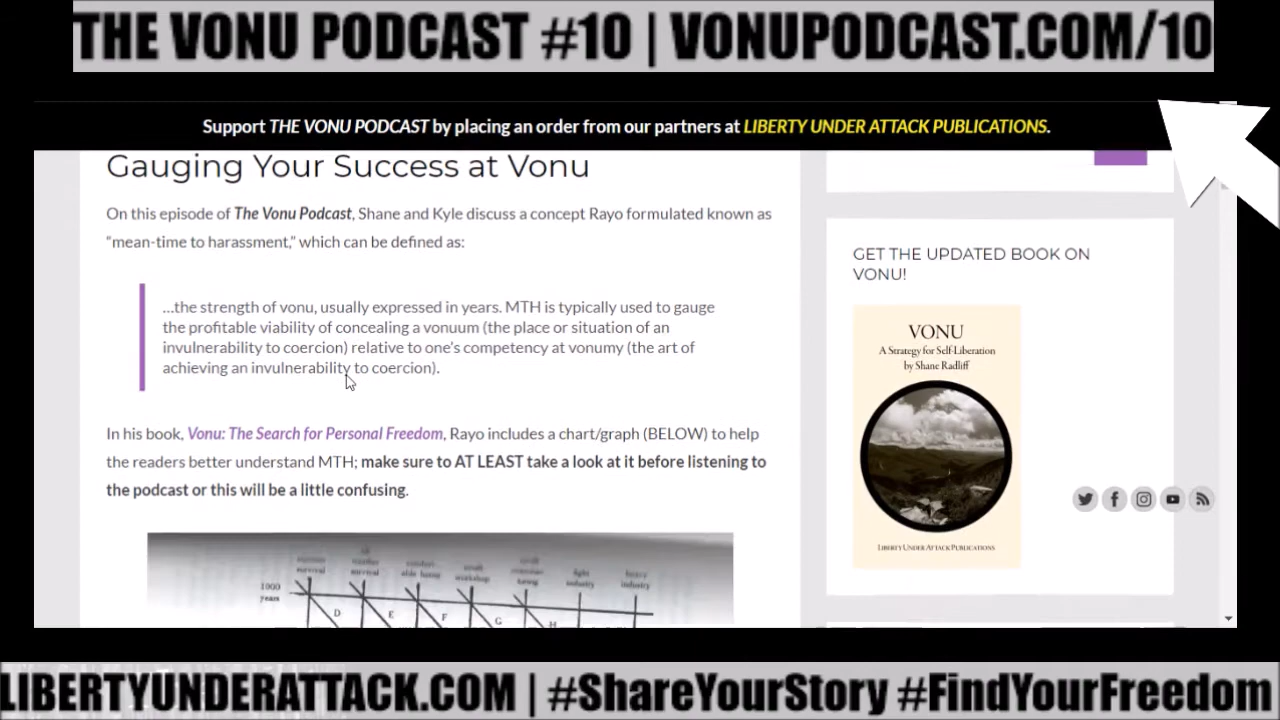 THE VONU PODCAST #10 | VONUPODCAST.COM/10
Support THE VONU PODCAST by placing an order from our partners at LIBERTY UNDER ATTACK PUBLICATIONS.
Gauging Your Success at Vonu
On this episode of The Vonu Podcast, Shane and Kyle discuss a concept Rayo formulated known as
“mean-time to harassment,” which can be defined as:
…the strength of vonu, usually expressed in years. MTH is typically used to gauge
the profitable viability of concealing a vonuum (the place or situation of an
invulnerability to coercion) relative to one’s competency at vonumy (the art of
achieving an invulnerability to coercion).
In his book, Vonu: The Search for Personal Freedom, Rayo includes a chart/graph (BELOW) to help
the readers better understand MTH; make sure to AT LEAST take a look at it before listening to
the podcast or this will be a little confusing.
survival
survival
workshop
light
industry
heavy
industry
1000
years
D
E
F
G
H
GET THE UPDATED BOOK ON
VONU!
VONU
A Strategy for Self-Liberation
by Shane Radliff
LIBERTY UNDER ATTACK PUBLICATIONS
LIBERTYUNDERATTACK.COM | #ShareYourStory #FindYourFreedom